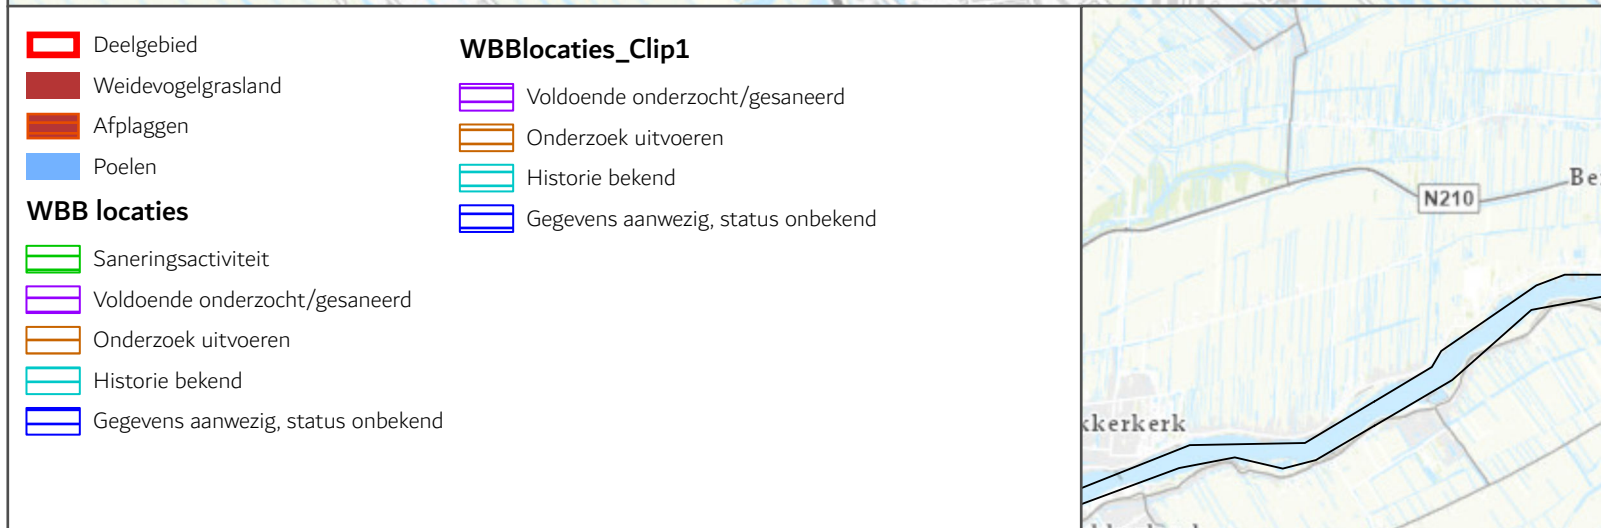 Deelgebied
Weidevogelgrasland
Afplaggen
Poelen
WBB locaties
Saneringsactiviteit
Voldoende onderzocht/gesaneerd
Onderzoek uitvoeren
Historie bekend
Gegevens aanwezig, status onbekend
WBBlocaties_Clip1
Voldoende onderzocht/gesaneerd
Onderzoek uitvoeren
Historie bekend
Gegevens aanwezig, status onbekend
N210
Be
kkerkerk